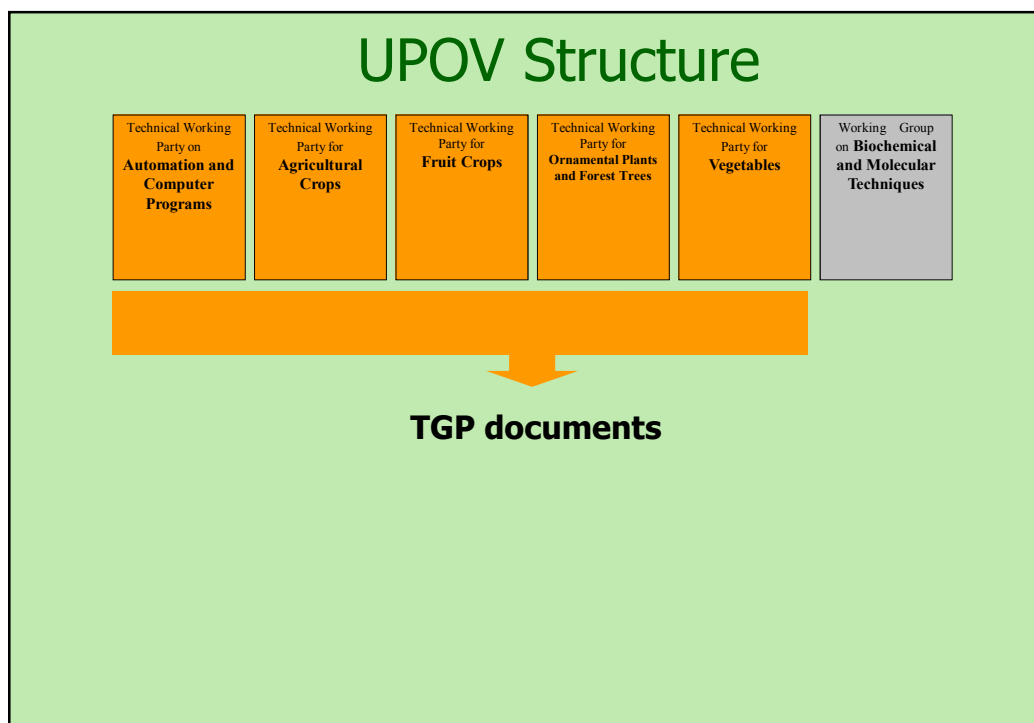 UPOV Structure
Technical Working
Party on
Automation and
Computer
Programs
Technical Working
Party for
Agricultural
Crops
Technical Working
Party for
Fruit Crops
Technical Working
Party for
Ornamental Plants
and Forest Trees
Technical Working
Party for
Vegetables
Working Group
on Biochemical
and Molecular
Techniques
TGP documents